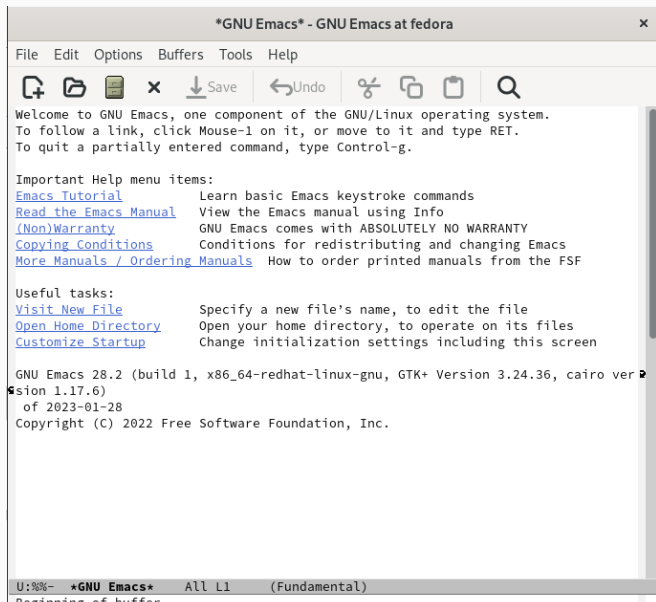 *GNU Emacs* - GNU Emacs at fedora
File Edit Options Buffers Tools Help
Save Undo
Welcome to GNU Emacs, one component of the GNU/Linux operating system.
To follow a link, click Mouse-1 on it, or move to it and type RET.
To quit a partially entered command, type Control-g.
Important Help menu items:
Emacs Tutorial Learn basic Emacs keystroke commands
Read the Emacs Manual View the Emacs manual using Info
(Non)Warranty GNU Emacs comes with ABSOLUTELY NO WARRANTY
Copying Conditions Conditions for redistributing and changing Emacs
More Manuals / Ordering Manuals How to order printed manuals from the FSF
Useful tasks:
Visit New File Specify a new file’s name, to edit the file
Open Home Directory Open your home directory, to operate on its files
Customize Startup Change initialization settings including this screen
GNU Emacs 28.2 (build 1, x86_64-redhat-linux-gnu, GTK+ Version 3.24.36, cairo ver
sion 1.17.6)
of 2023-01-28
Copyright (C) 2022 Free Software Foundation, Inc.
U:%%- *GNU Emacs* All L1 (Fundamental)
Beginning of buffer